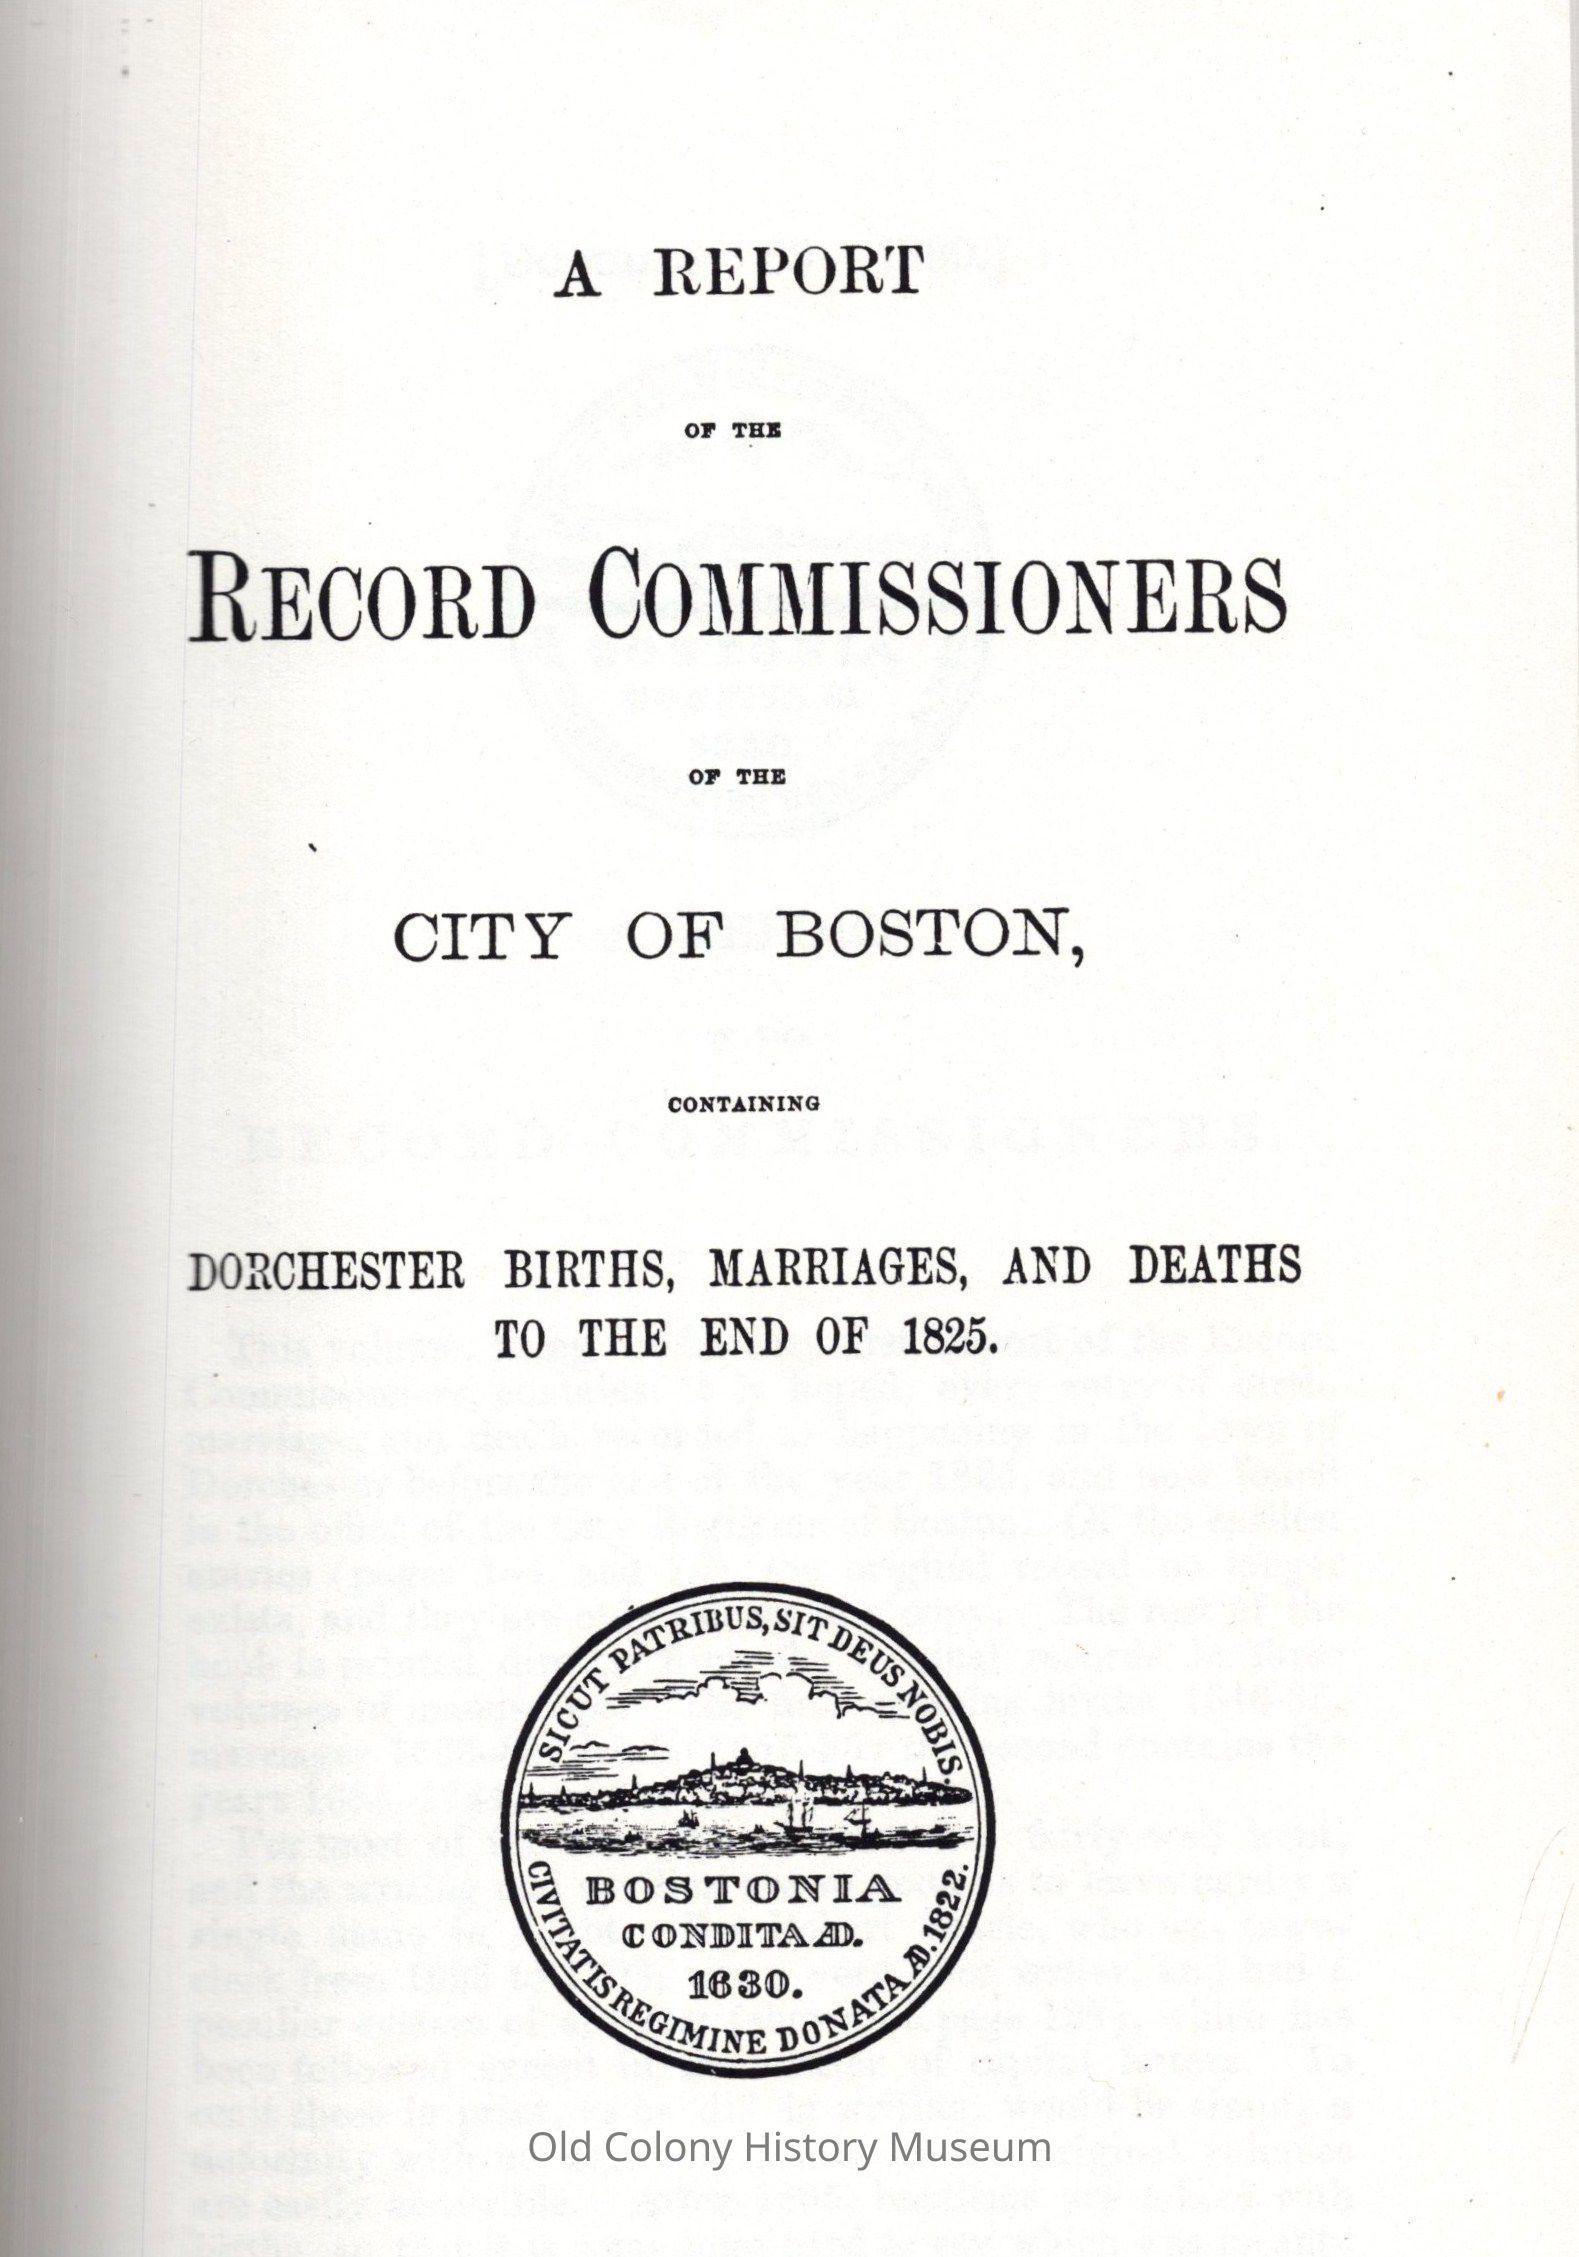 A REPORT
OF THE
RECORD COMMISSIONERS
OF THE
CITY OF BOSTON,
CONTAINING
DORCHESTER BIRTHS, MARRIAGES, AND DEATHS
TO THE END OF 1825.
SICUT PATRIBUS, SIT DEUS NOBIS.
BOSTONIA
CONDITA AD.
1630.
CIVITATIS REGIMINE DONATA AD. 1822.
Old Colony History Museum